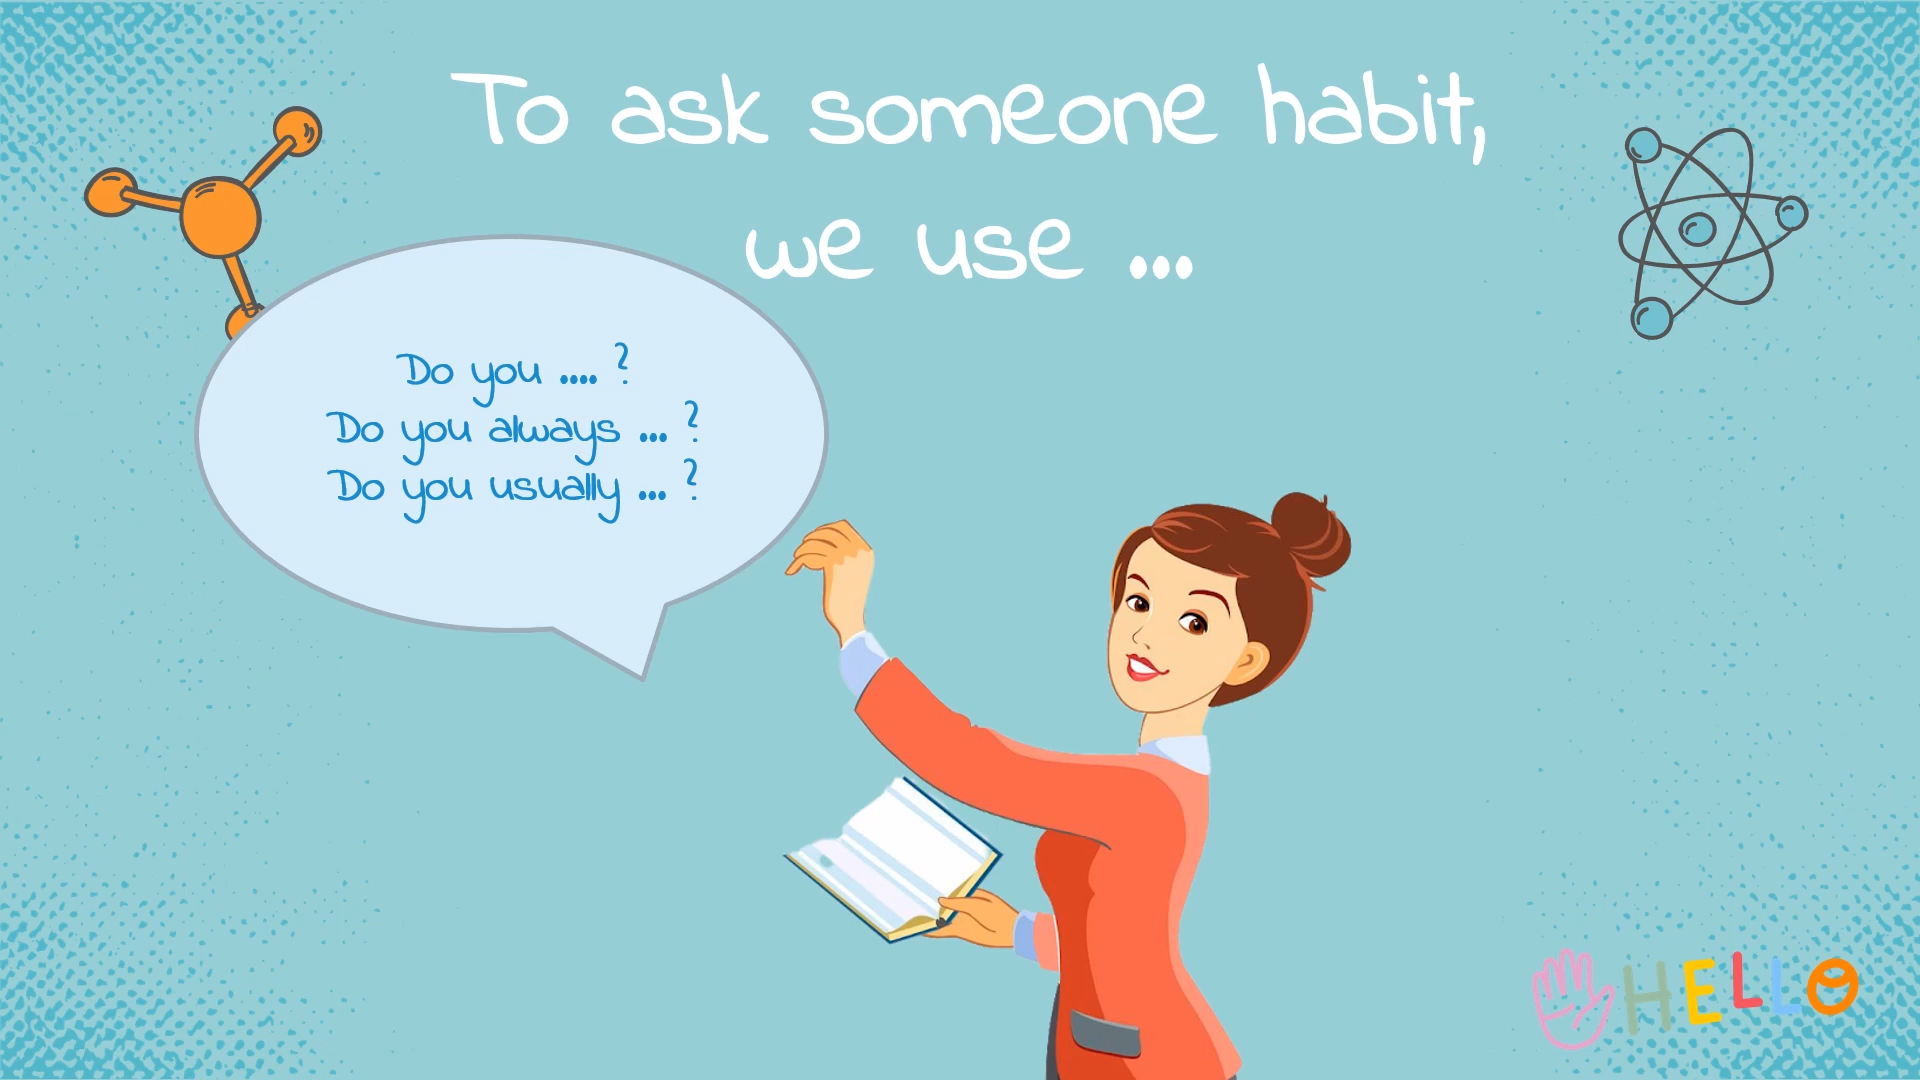 To ask someone habit,
we use ...
Do you .... ?
Do you always ... ?
Do you usually ... ?
HELLO